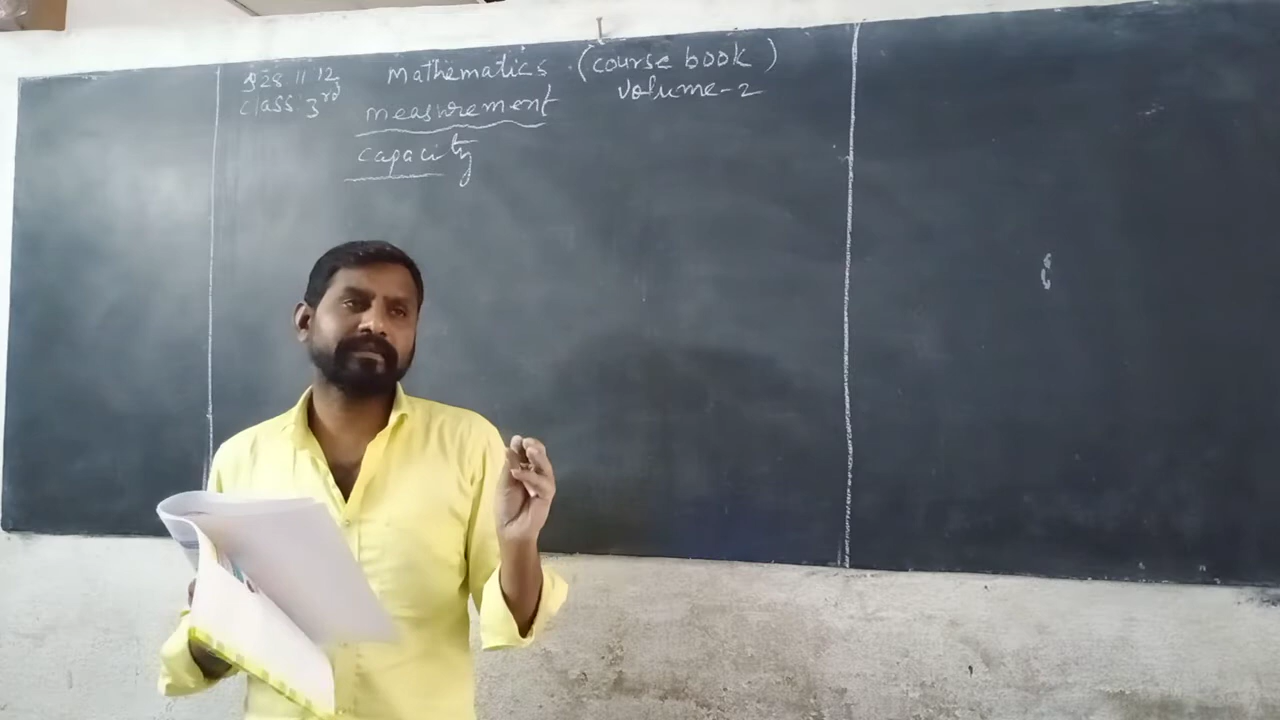 Mathematics (course book)
class: 3rd measurement volume-2
capacity